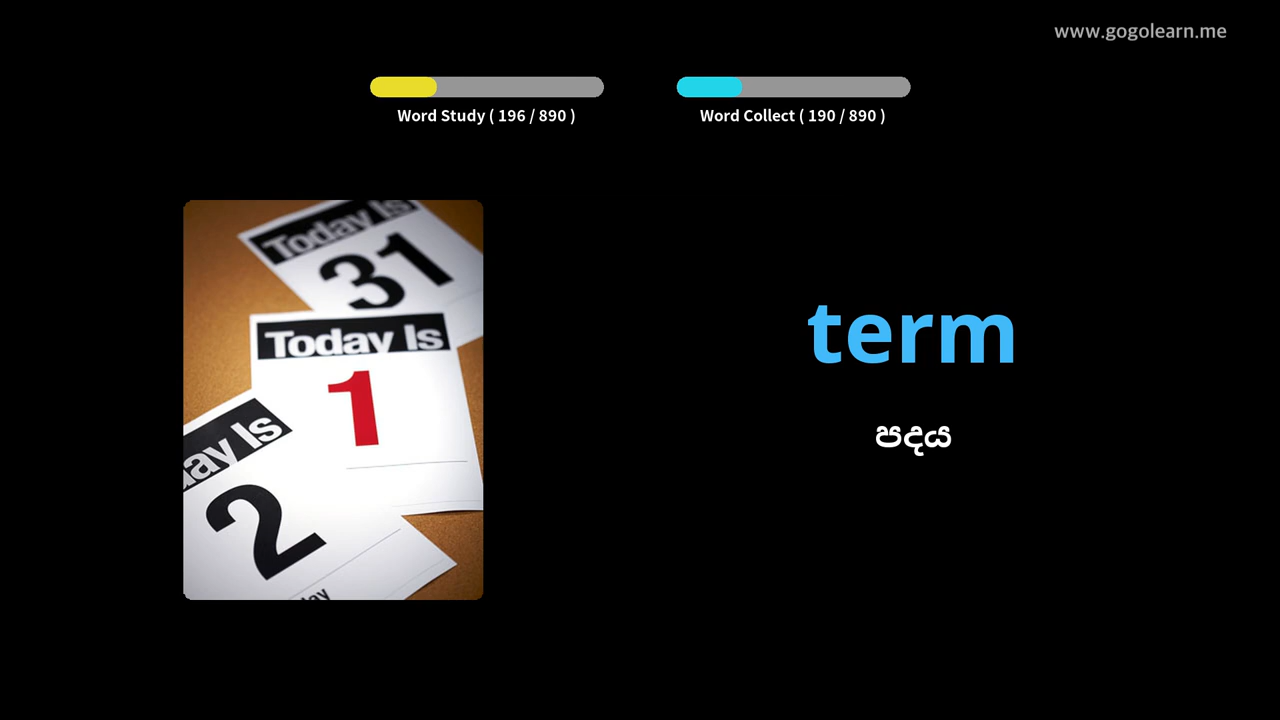 www.gogolearn.me
Word Study ( 196 / 890 )
Word Collect ( 190 / 890 )
Today Is
31
Today Is
1
ay Is
2
term
පදය